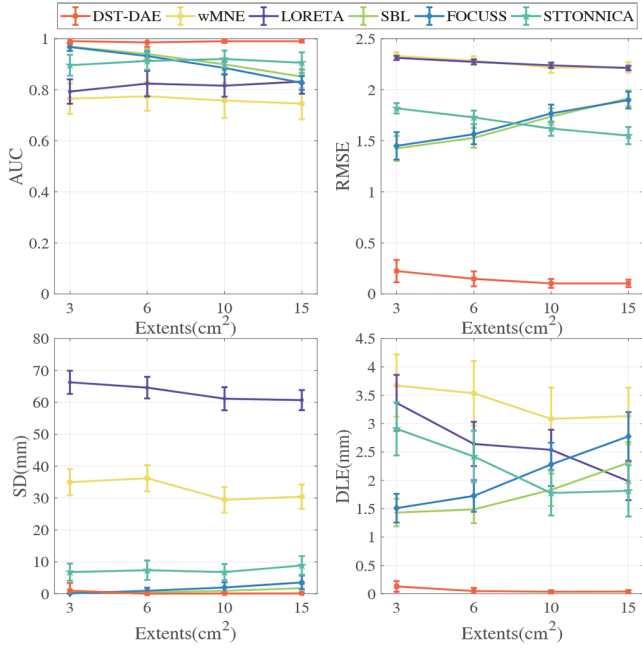 DST-DAE wMNE LORETA SBL FOCUSS STTONNICA
1
0.8
0.6
0.4
0.2
0
AUC
3 6 10 15
Extents(cm²)
2.5
2
1.5
1
0.5
0
RMSE
3 6 10 15
Extents(cm²)
80
70
60
50
40
30
20
10
0
SD(mm)
3 6 10 15
Extents(cm²)
4.5
4
3.5
3
2.5
2
1.5
1
0.5
0
DLE(mm)
3 6 10 15
Extents(cm²)